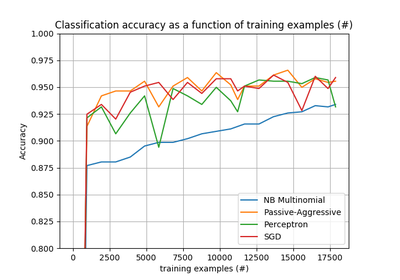 Classification accuracy as a function of training examples (#)
1.000
0.975
0.950
0.925
0.900
0.875
0.850
0.825
0.800
Accuracy
NB Multinomial
Passive-Aggressive
Perceptron
SGD
0 2500 5000 7500 10000 12500 15000 17500
training examples (#)